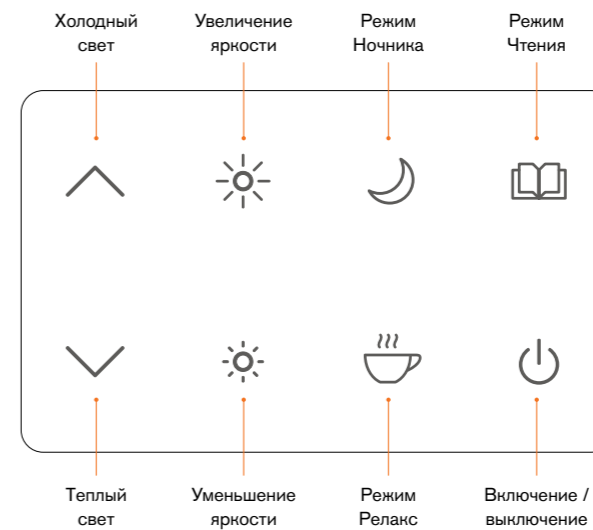 Холодный
свет
Увеличение
яркости
Режим
Ночника
Режим
Чтения
Теплый
свет
Уменьшение
яркости
Режим
Релакс
Включение /
выключение